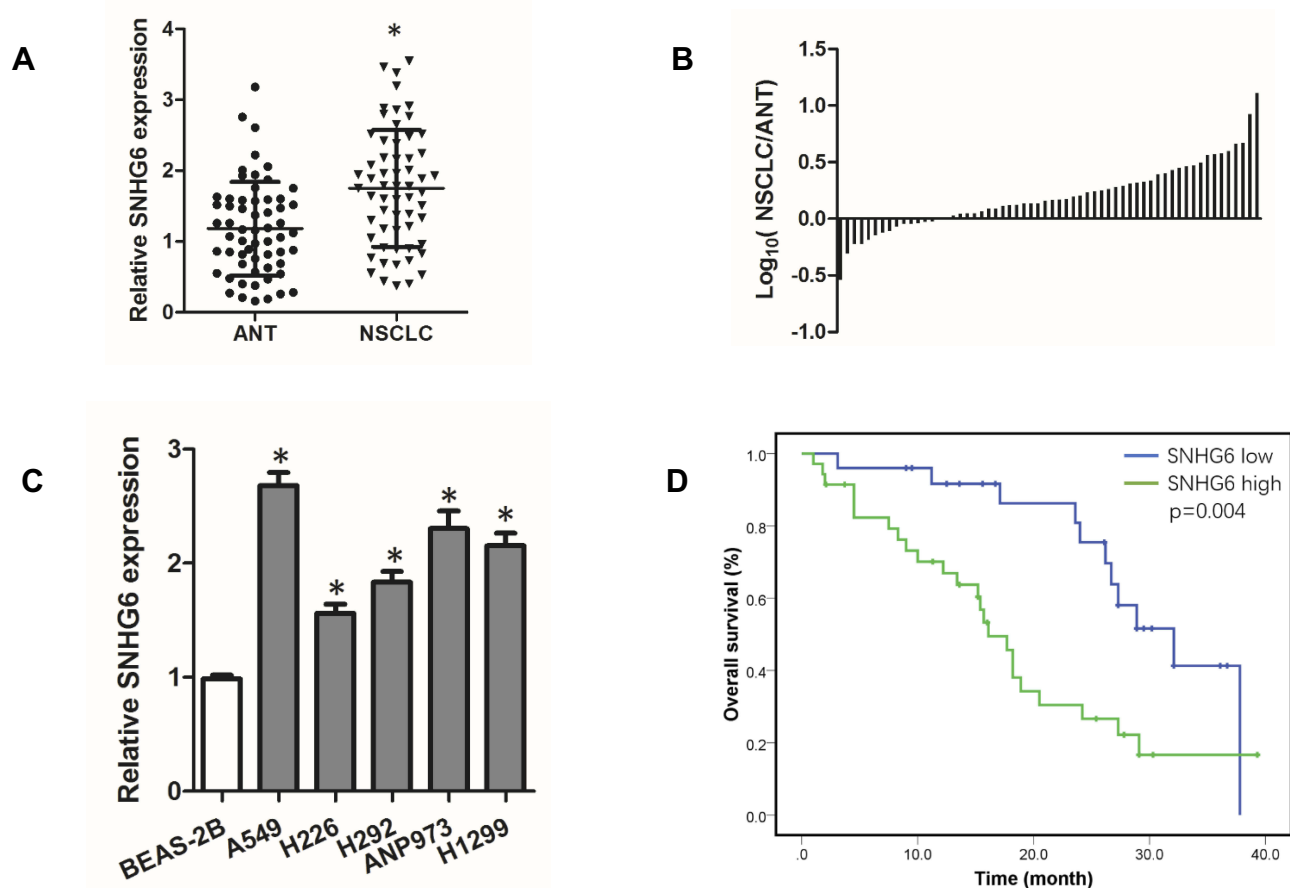 A
Relative SNHG6 expression
4
3
2
1
0
*
ANT
NSCLC
B
Log10( NSCLC/ANT)
1.5
1.0
0.5
0.0
-0.5
-1.0
C
Relative SNHG6 expression
3
2
1
0
*
*
*
*
*
BEAS-2B
A549
H226
H292
ANP973
H1299
D
Overall survival (%)
1.0
0.8
0.6
0.4
0.2
0.0
SNHG6 low
SNHG6 high
p=0.004
.0
10.0
20.0
30.0
40.0
Time (month)